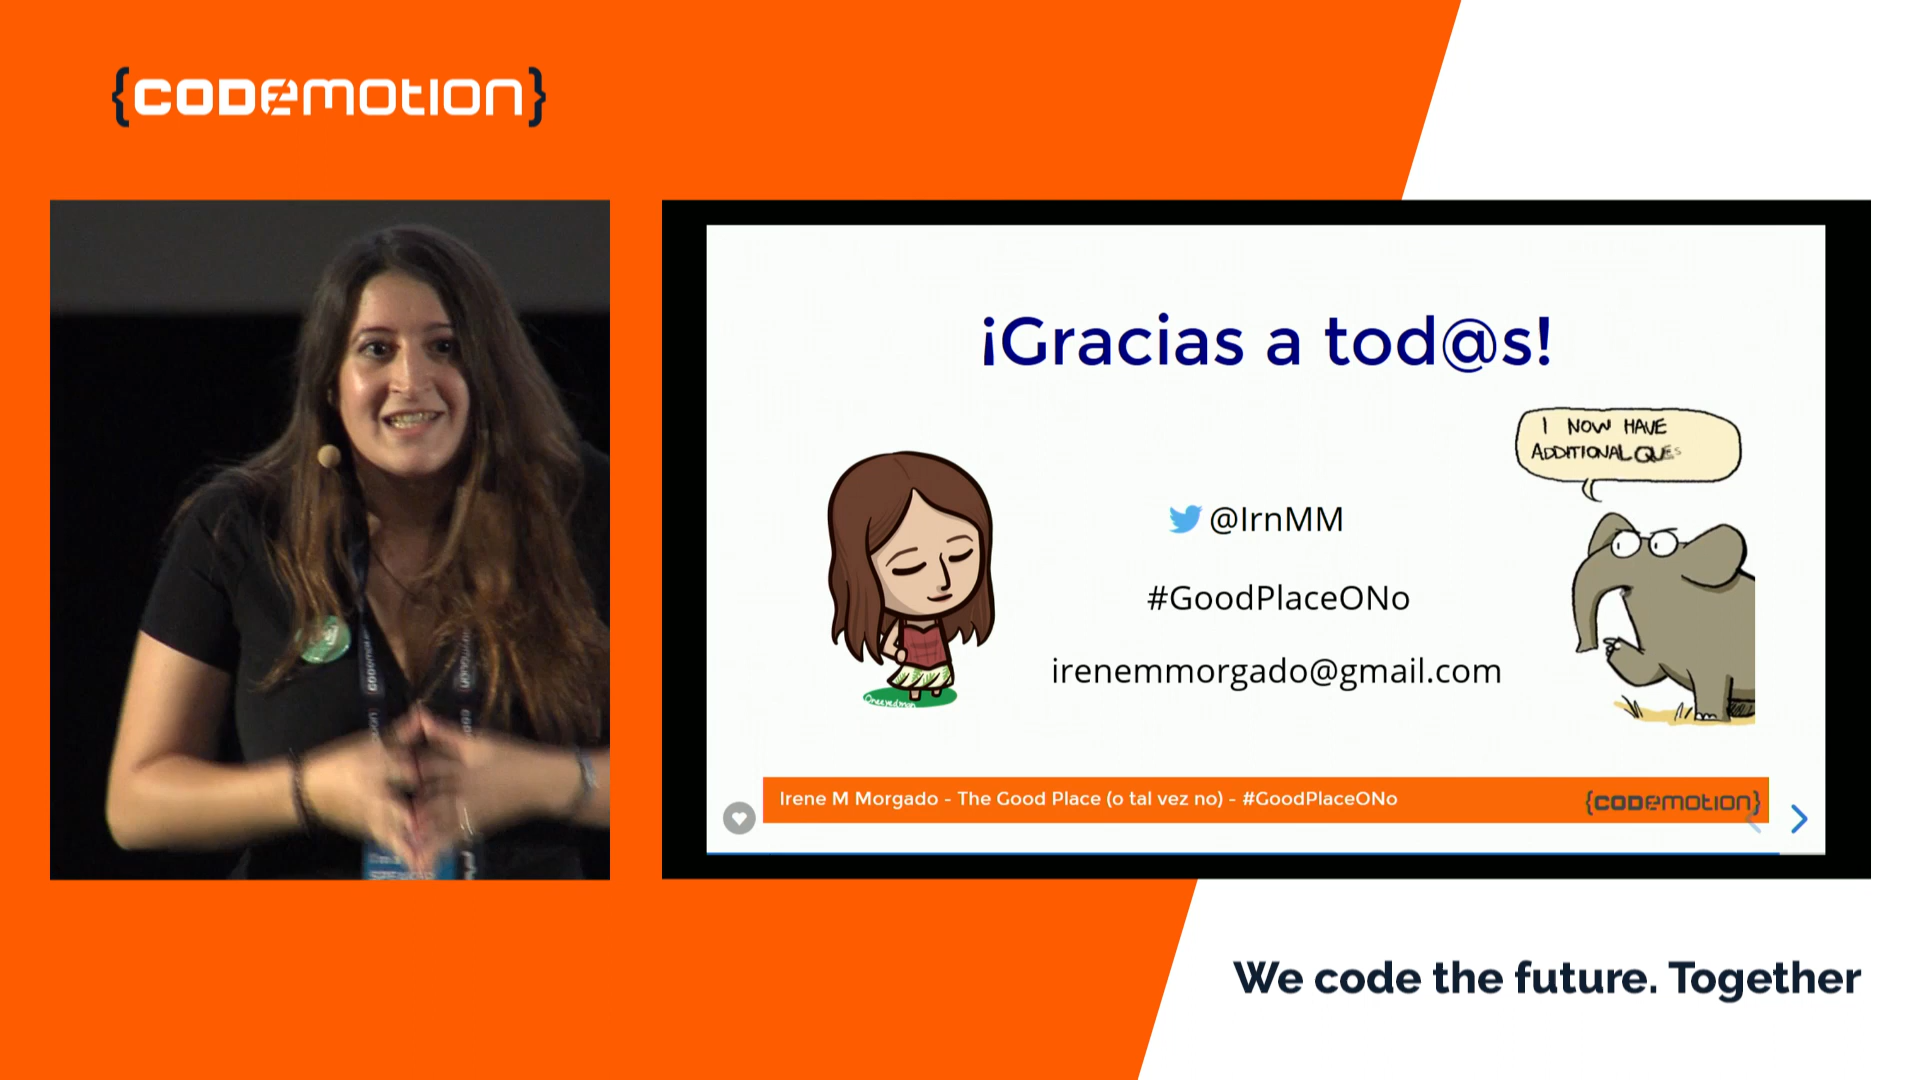 {CODEMOTION}
¡Gracias a tod@s!
I NOW HAVE
ADDITIONAL QUES
@IrnMM
#GoodPlaceONo
irenemmorgado@gmail.com
Irene M Morgado - The Good Place (o tal vez no) - #GoodPlaceONo
{CODEMOTION}
We code the future. Together